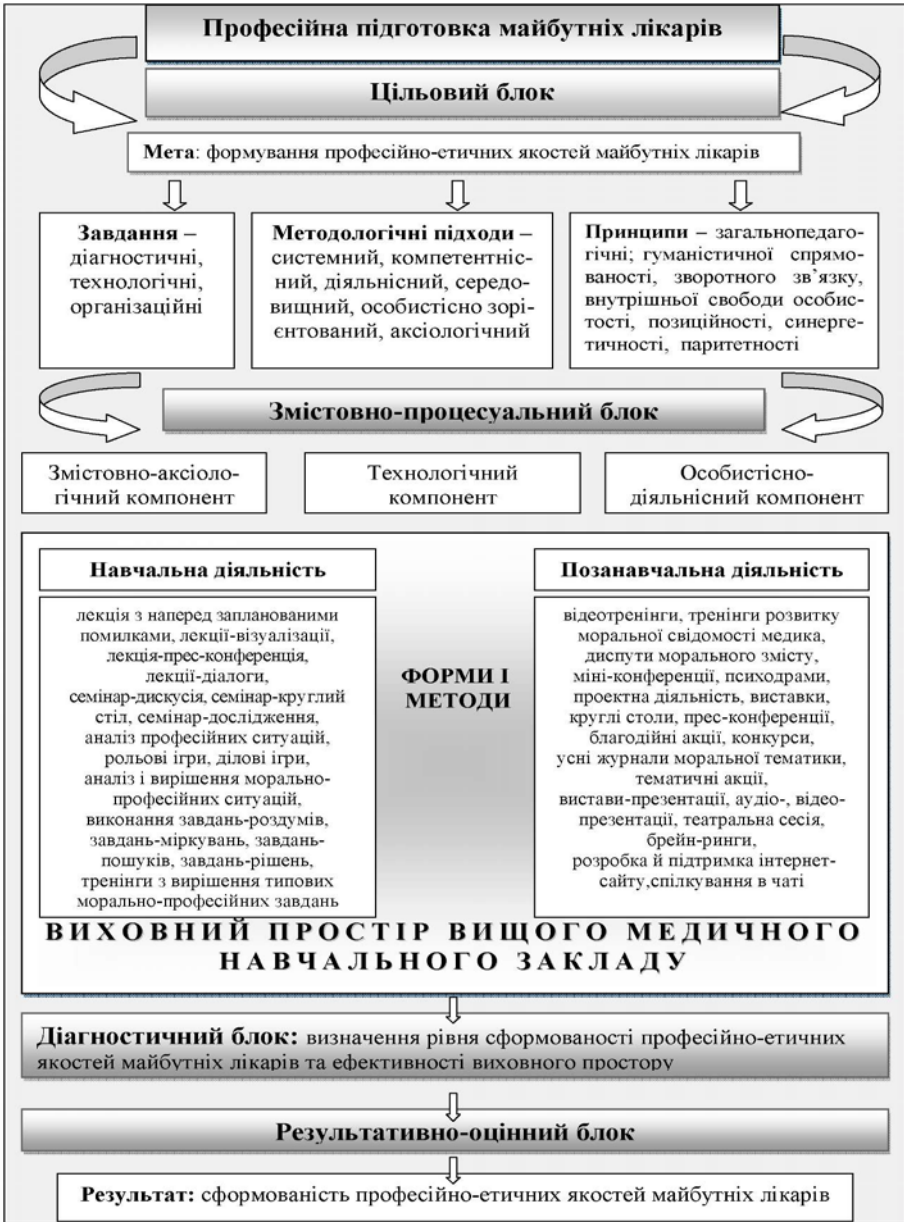 Професійна підготовка майбутніх лікарів
Цільовий блок
Мета: формування професійно-етичних якостей майбутніх лікарів
Завдання –
діагностичні,
технологічні,
організаційні
Методологічні підходи –
системний, компетентніс-
ний, діяльнісний, середо-
вищний, особистісно зорі-
єнтований, аксіологічний
Принципи – загальнопедаго-
гічні; гуманістичної спрямо-
ваності, зворотного зв’язку,
внутрішньої свободи особис-
тості, позиційності, синерге-
тичності, паритетності
Змістовно-процесуальний блок
Змістовно-аксіоло-
гічний компонент
Технологічний
компонент
Особистісно-
діяльнісний компонент
Навчальна діяльність
лекція з наперед запланованими
помилками, лекції-візуалізації,
лекція-прес-конференція,
лекції-діалоги,
семінар-дискусія, семінар-круглий
стіл, семінар-дослідження,
аналіз професійних ситуацій,
рольові ігри, ділові ігри,
аналіз і вирішення морально-
професійних ситуацій,
виконання завдань-роздумів,
завдань-міркувань, завдань-
пошуків, завдань-рішень,
тренінги з вирішення типових
морально-професійних завдань
ФОРМИ І
МЕТОДИ
Позанавчальна діяльність
відеотренінги, тренінги розвитку
моральної свідомості медика,
диспути морального змісту,
міні-конференції, психодрами,
проектна діяльність, виставки,
круглі столи, прес-конференції,
благодійні акції, конкурси,
усні журнали моральної тематики,
тематичні акції,
вистави-презентації, аудіо-, відео-
презентації, театральна сесія,
брейн-ринги,
розробка й підтримка інтернет-
сайту,спілкування в чаті
ВИХОВНИЙ ПРОСТІР ВИЩОГО МЕДИЧНОГО
НАВЧАЛЬНОГО ЗАКЛАДУ
Діагностичний блок: визначення рівня сформованості професійно-етичних
якостей майбутніх лікарів та ефективності виховного простору
Результативно-оцінний блок
Результат: сформованість професійно-етичних якостей майбутніх лікарів